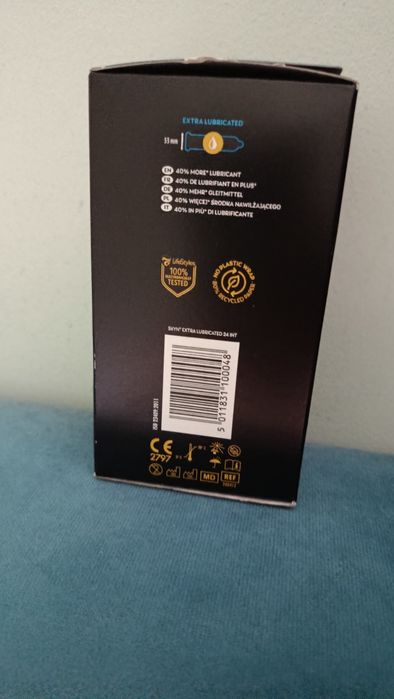 EXTRA LUBRICATED
53 mm
EN 40% MORE* LUBRICANT
FR 40% DE LUBRIFIANT EN PLUS*
DE 40% MEHR* GLEITMITTEL
PL 40% WIĘCEJ* ŚRODKA NAWILŻAJĄCEGO
IT 40% IN PIÙ* DI LUBRIFICANTE
LifeStyles
100%
ELECTRONICALLY
TESTED
NO PLASTIC WRAP
100% RECYCLED PAPER
SKYN® EXTRA LUBRICATED 24 INT
5 011831 100048
CE
2797
MD
REF